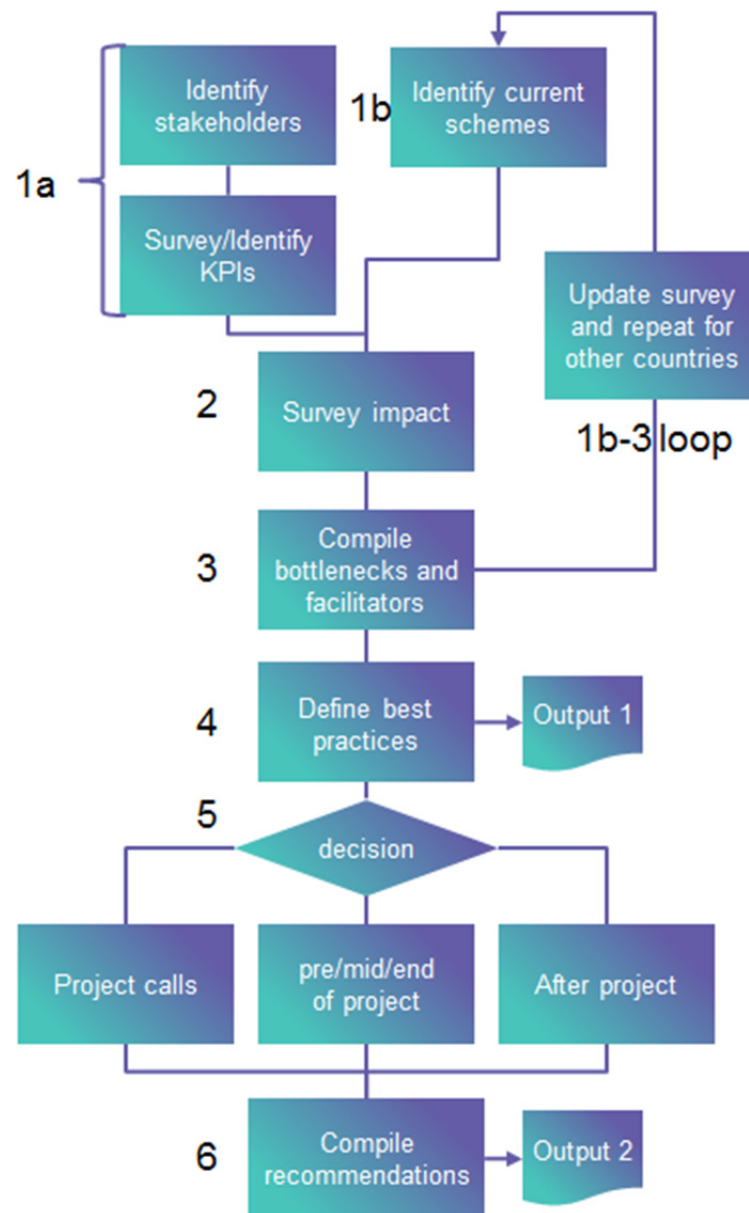 1a
Identify
stakeholders
Survey/Identify
KPIs
1b
Identify current
schemes
Update survey
and repeat for
other countries
1b-3 loop
2
Survey impact
3
Compile
bottlenecks and
facilitators
4
Define best
practices
Output 1
5
decision
Project calls
pre/mid/end
of project
After project
6
Compile
recommendations
Output 2